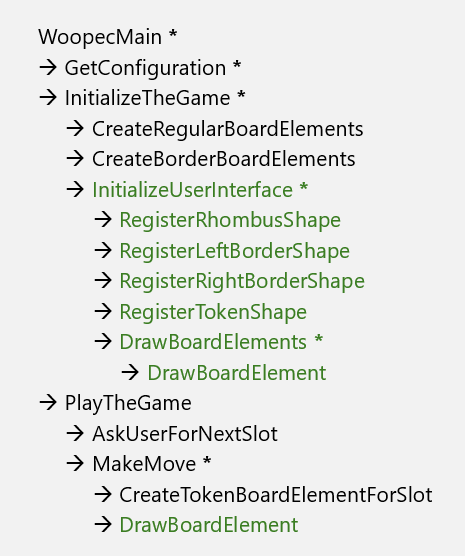 WoopecMain *
→ GetConfiguration *
→ InitializeTheGame *
→ CreateRegularBoardElements
→ CreateBorderBoardElements
→ InitializeUserInterface *
→ RegisterRhombusShape
→ RegisterLeftBorderShape
→ RegisterRightBorderShape
→ RegisterTokenShape
→ DrawBoardElements *
→ DrawBoardElement
→ PlayTheGame
→ AskUserForNextSlot
→ MakeMove *
→ CreateTokenBoardElementForSlot
→ DrawBoardElement